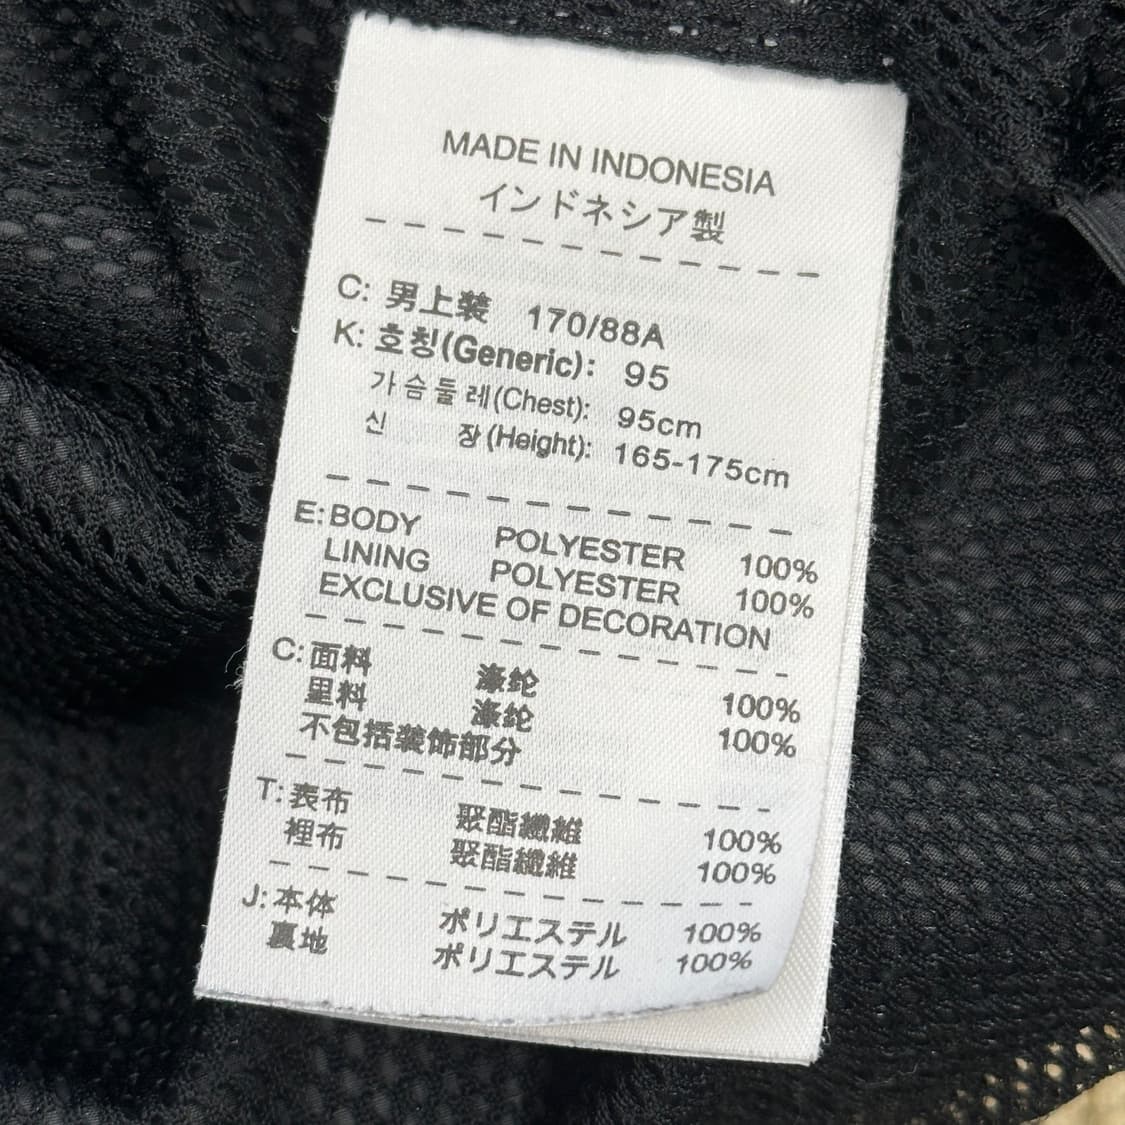 MADE IN INDONESIA
インドネシア製
C: 男上装 170/88A
K: 호칭(Generic): 95
가슴둘레(Chest): 95cm
신 장(Height): 165-175cm
E: BODY POLYESTER 100%
LINING POLYESTER 100%
EXCLUSIVE OF DECORATION
C: 面料 涤纶 100%
里料 涤纶 100%
不包括装饰部分
T: 表布 聚酯纖維 100%
裡布 聚酯纖維 100%
J: 本体 ポリエステル 100%
裏地 ポリエステル 100%